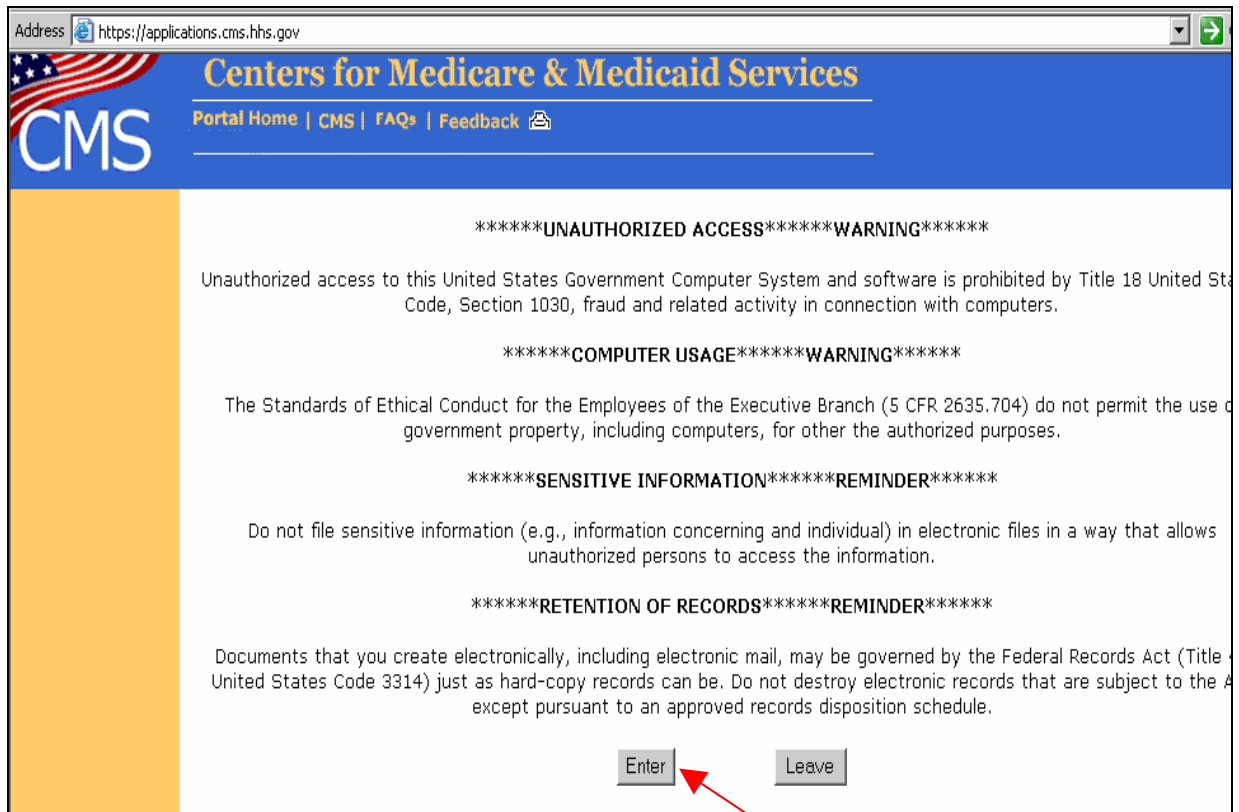 Address https://applications.cms.hhs.gov
Centers for Medicare & Medicaid Services
Portal Home | CMS | FAQs | Feedback
CMS
******UNAUTHORIZED ACCESS******WARNING******
Unauthorized access to this United States Government Computer System and software is prohibited by Title 18 United
Code, Section 1030, fraud and related activity in connection with computers.
******COMPUTER USAGE******WARNING******
The Standards of Ethical Conduct for the Employees of the Executive Branch (5 CFR 2635.704) do not permit the use
government property, including computers, for other the authorized purposes.
******SENSITIVE INFORMATION******REMINDER******
Do not file sensitive information (e.g., information concerning and individual) in electronic files in a way that allows
unauthorized persons to access the information.
******RETENTION OF RECORDS******REMINDER******
Documents that you create electronically, including electronic mail, may be governed by the Federal Records Act (Title
United States Code 3314) just as hard-copy records can be. Do not destroy electronic records that are subject to the
except pursuant to an approved records disposition schedule.
Enter Leave